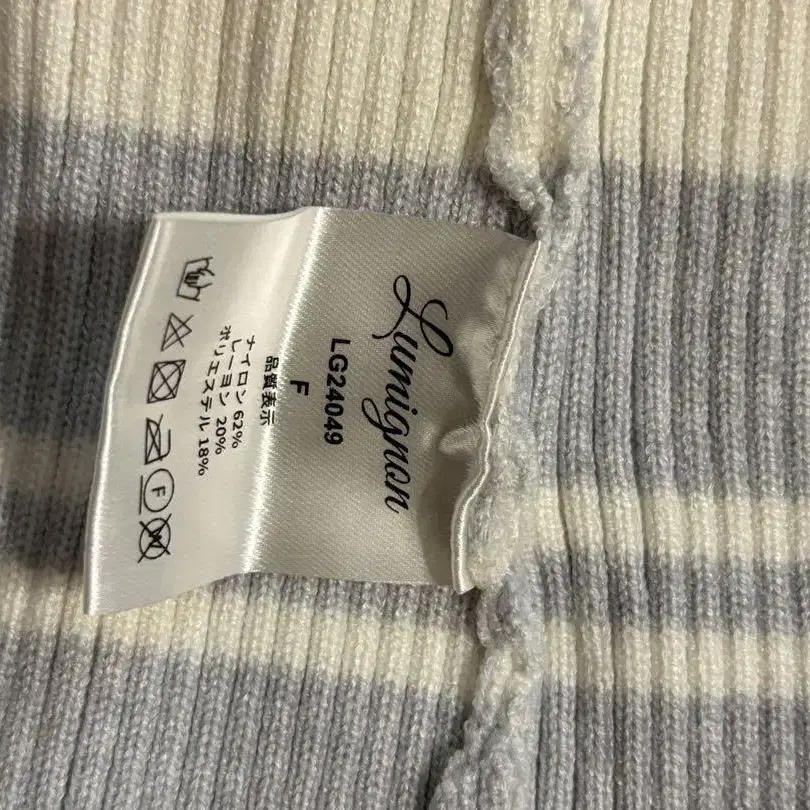 Lumignon
LG24049
F
品質表示
ナイロン 62%
レーヨン 20%
ポリエステル 18%
F
W